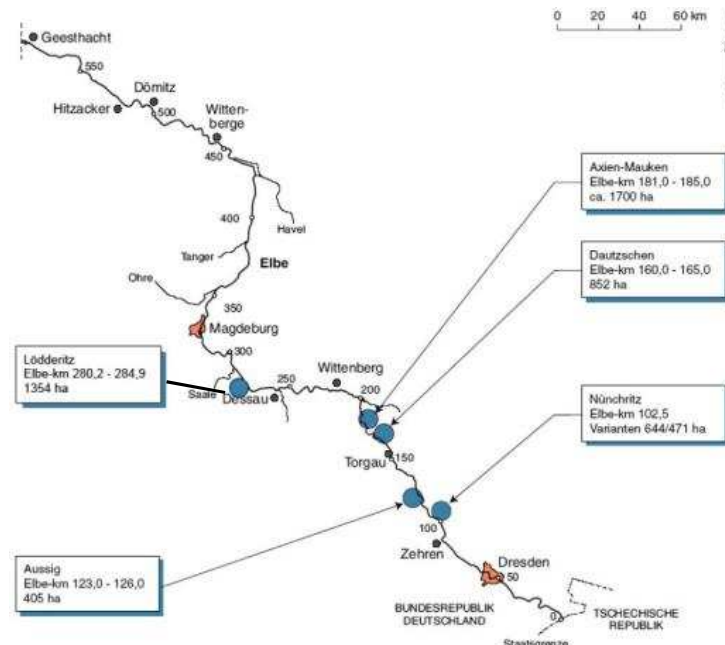 0 20 40 60 km
Geesthacht
550
Dömitz
Hitzacker
500
Witten-
berge
450
Axien-Mauken
Elbe-km 181,0 - 185,0
ca. 1700 ha
400
Havel
Tanger
Elbe
Dautzschen
Elbe-km 160,0 - 165,0
852 ha
Ohre
350
Magdeburg
300
Lödderitz
Elbe-km 280,2 - 284,9
1354 ha
Wittenberg
250
200
Saale
Dessau
Nünchritz
Elbe-km 102,5
Varianten 644/471 ha
Torgau
150
100
Zehren
Aussig
Elbe-km 123,0 - 126,0
405 ha
Dresden
50
BUNDESREPUBLIK
DEUTSCHLAND
0
TSCHECHISCHE
REPUBLIK
Staatsgrenze